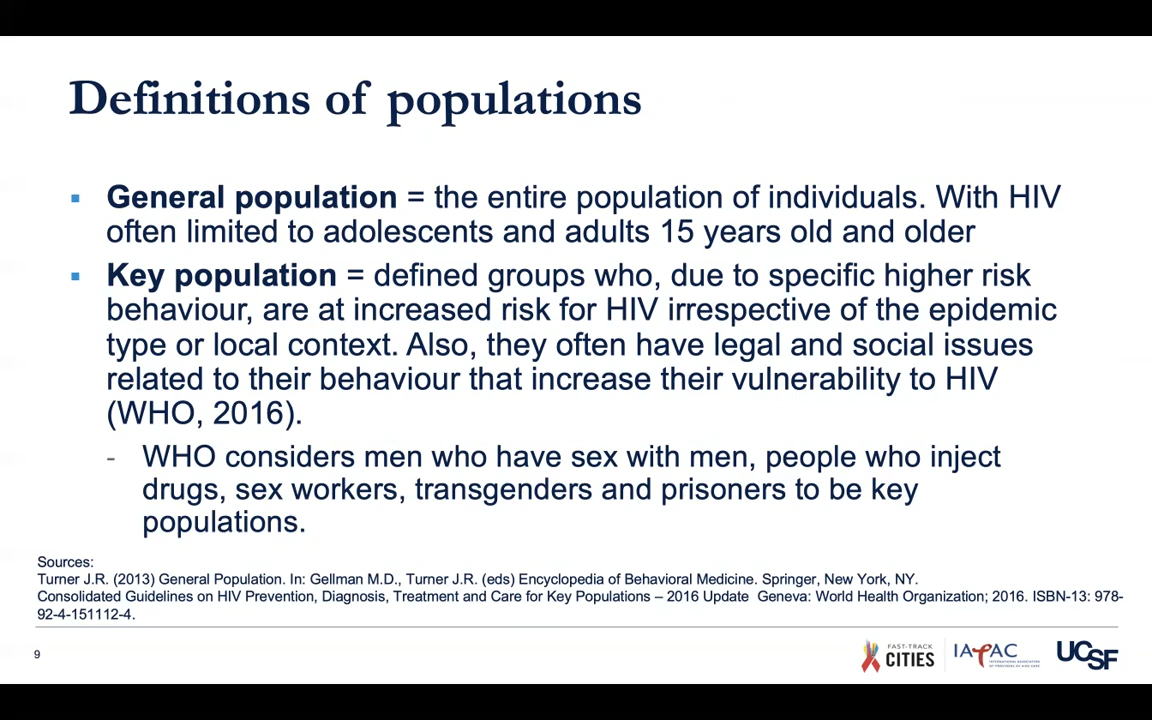 Definitions of populations
▪ General population = the entire population of individuals. With HIV
often limited to adolescents and adults 15 years old and older
▪ Key population = defined groups who, due to specific higher risk
behaviour, are at increased risk for HIV irrespective of the epidemic
type or local context. Also, they often have legal and social issues
related to their behaviour that increase their vulnerability to HIV
(WHO, 2016).
- WHO considers men who have sex with men, people who inject
drugs, sex workers, transgenders and prisoners to be key
populations.
Sources:
Turner J.R. (2013) General Population. In: Gellman M.D., Turner J.R. (eds) Encyclopedia of Behavioral Medicine. Springer, New York, NY.
Consolidated Guidelines on HIV Prevention, Diagnosis, Treatment and Care for Key Populations – 2016 Update Geneva: World Health Organization; 2016. ISBN-13: 978-
92-4-151112-4.
9
FAST-TRACK
CITIES
IAPAC
INTERNATIONAL ASSOCIATION
OF PROVIDERS OF AIDS CARE
UCSF